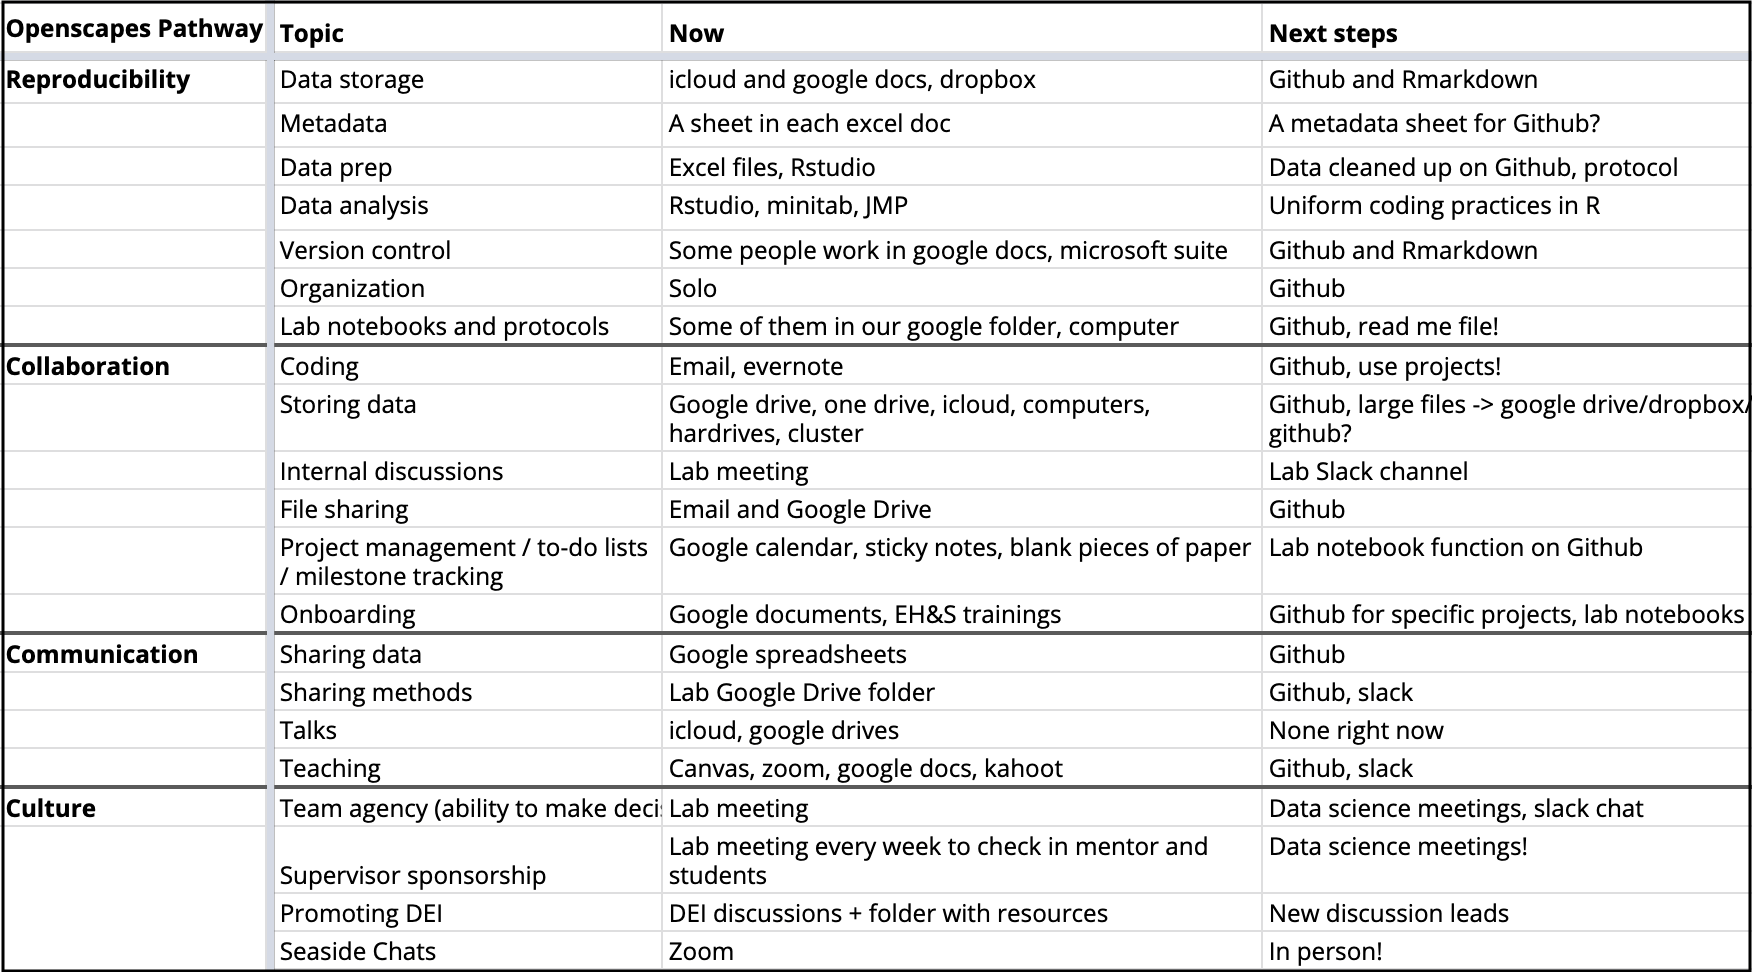 Openscapes Pathway Topic Now Next steps
Reproducibility Data storage icloud and google docs, dropbox Github and Rmarkdown
Metadata A sheet in each excel doc A metadata sheet for Github?
Data prep Excel files, Rstudio Data cleaned up on Github, protocol
Data analysis Rstudio, minitab, JMP Uniform coding practices in R
Version control Some people work in google docs, microsoft suite Github and Rmarkdown
Organization Solo Github
Lab notebooks and protocols Some of them in our google folder, computer Github, read me file!
Collaboration Coding Email, evernote Github, use projects!
Storing data Google drive, one drive, icloud, computers, Github, large files -> google drive/dropbox/
hardrives, cluster github?
Internal discussions Lab meeting Lab Slack channel
File sharing Email and Google Drive Github
Project management / to-do lists Google calendar, sticky notes, blank pieces of paper Lab notebook function on Github
/ milestone tracking
Onboarding Google documents, EH&S trainings Github for specific projects, lab notebooks
Communication Sharing data Google spreadsheets Github
Sharing methods Lab Google Drive folder Github, slack
Talks icloud, google drives None right now
Teaching Canvas, zoom, google docs, kahoot Github, slack
Culture Team agency (ability to make deci Lab meeting Data science meetings, slack chat
Lab meeting every week to check in mentor and Data science meetings!
Supervisor sponsorship students
Promoting DEI DEI discussions + folder with resources New discussion leads
Seaside Chats Zoom In person!